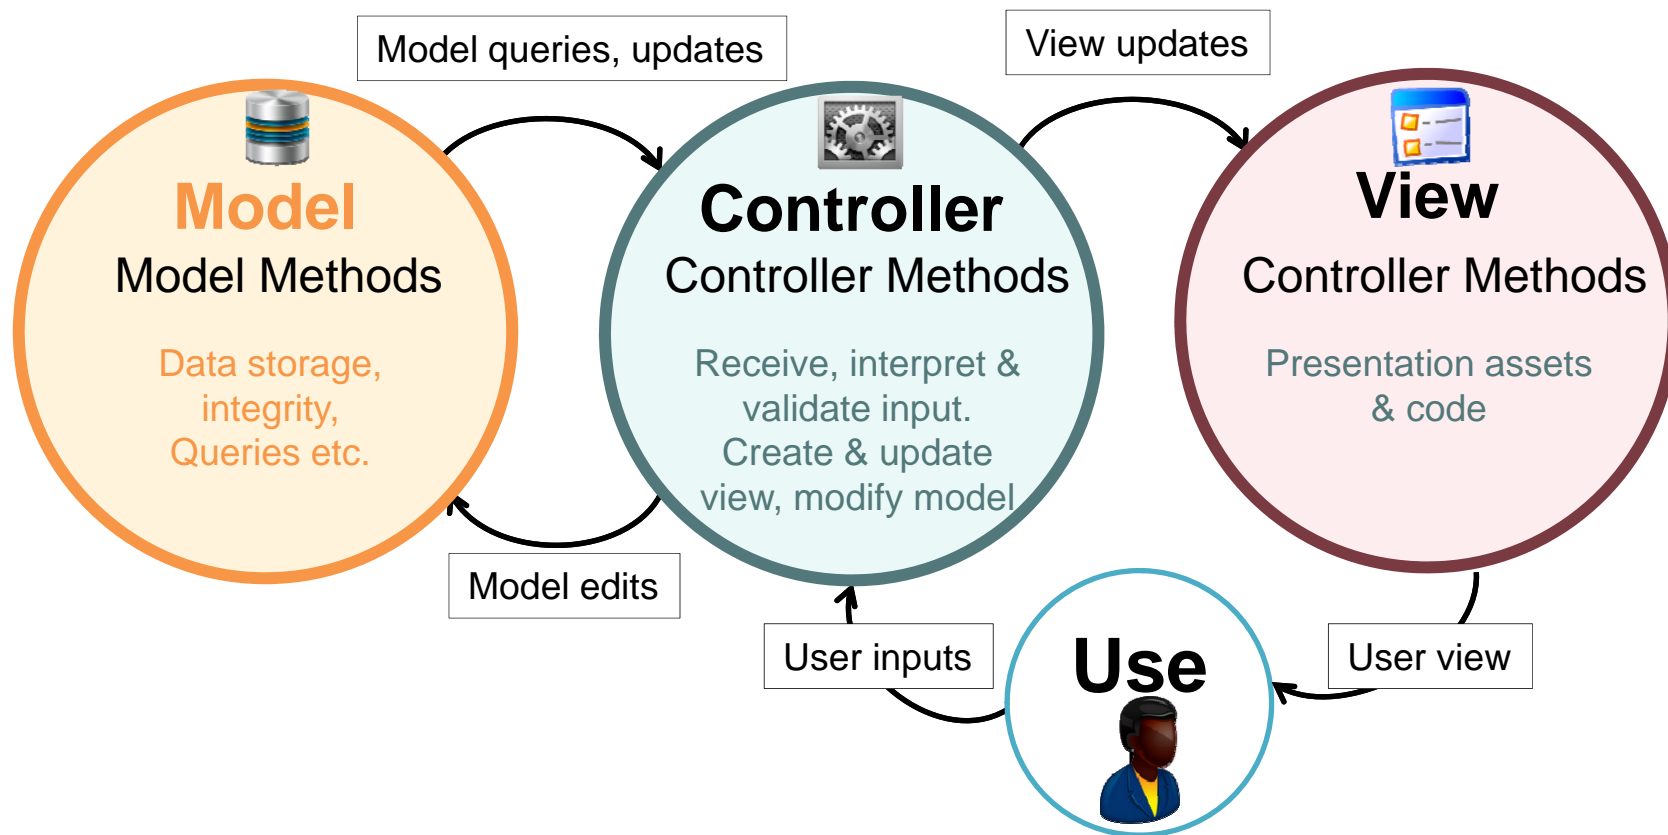 Model queries, updates
View updates
Model
Model Methods
Data storage,
integrity,
Queries etc.
Controller
Controller Methods
Receive, interpret &
validate input.
Create & update
view, modify model
View
Controller Methods
Presentation assets
& code
Model edits
User inputs
Use
User view